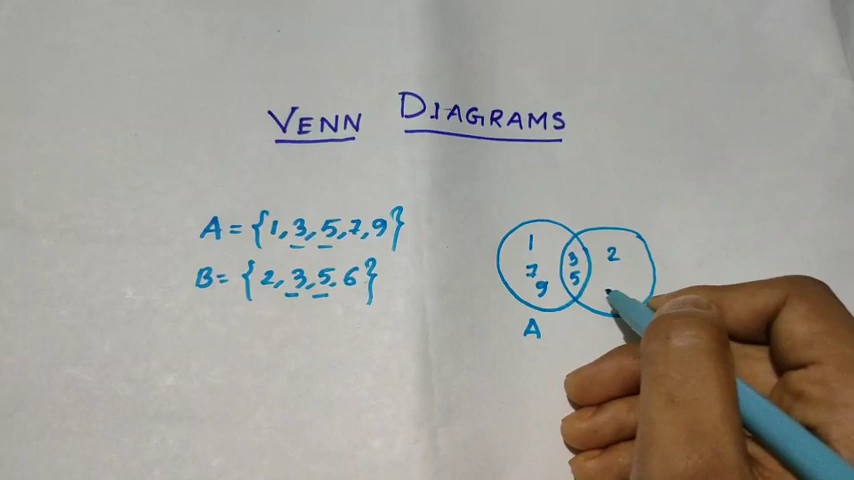 VENN DIAGRAMS
A = {1, 3, 5, 7, 9}
B = {2, 3, 5, 6}
1
3
2
7
5
9
A